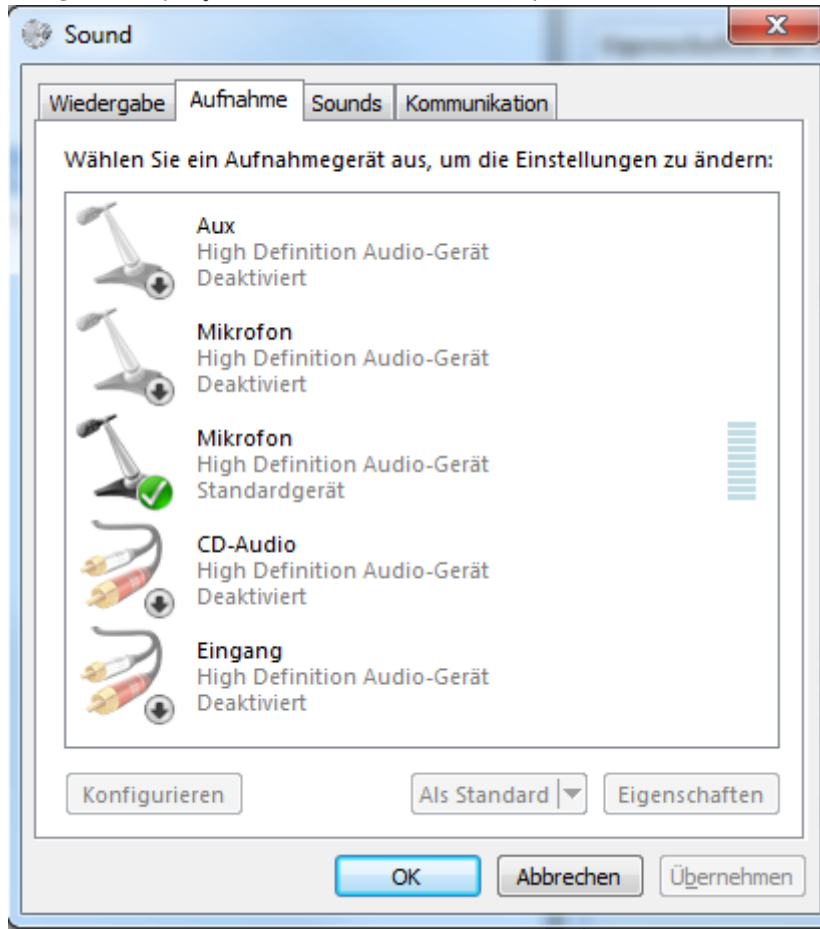 Sound
Wiedergabe
Aufnahme
Sounds
Kommunikation
Wählen Sie ein Aufnahmegerät aus, um die Einstellungen zu ändern:
Aux
High Definition Audio-Gerät
Deaktiviert
Mikrofon
High Definition Audio-Gerät
Deaktiviert
Mikrofon
High Definition Audio-Gerät
Standardgerät
CD-Audio
High Definition Audio-Gerät
Deaktiviert
Eingang
High Definition Audio-Gerät
Deaktiviert
Konfigurieren
Als Standard
Eigenschaften
OK
Abbrechen
Übernehmen